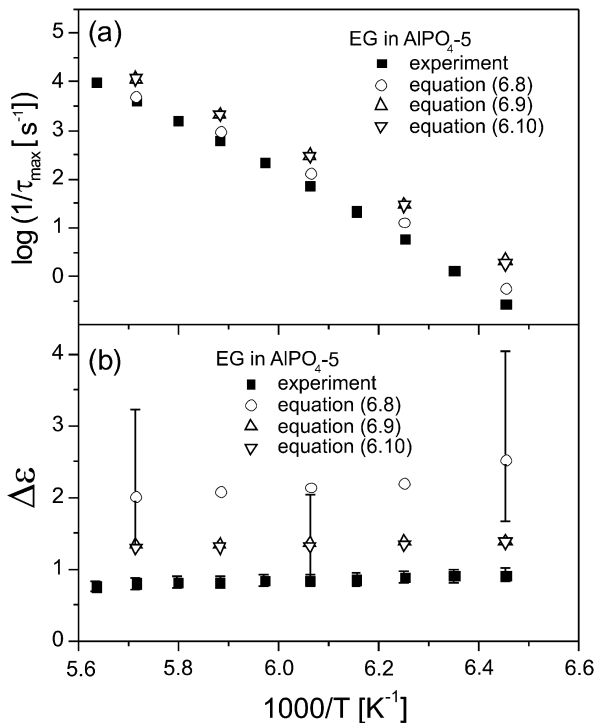 (a)
EG in AlPO4-5
experiment
equation (6.8)
equation (6.9)
equation (6.10)
5
4
3
2
1
0
log (1/τmax [s-1])
(b)
EG in AlPO4-5
experiment
equation (6.8)
equation (6.9)
equation (6.10)
4
3
2
1
0
Δε
5.6 5.8 6.0 6.2 6.4 6.6
1000/T [K-1]